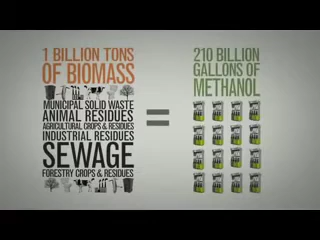 1 BILLION TONS
OF BIOMASS
MUNICIPAL SOLID WASTE
ANIMAL RESIDUES
AGRICULTURAL CROPS & RESIDUES
INDUSTRIAL RESIDUES
SEWAGE
FORESTRY CROPS & RESIDUES
=
210 BILLION
GALLONS OF
METHANOL